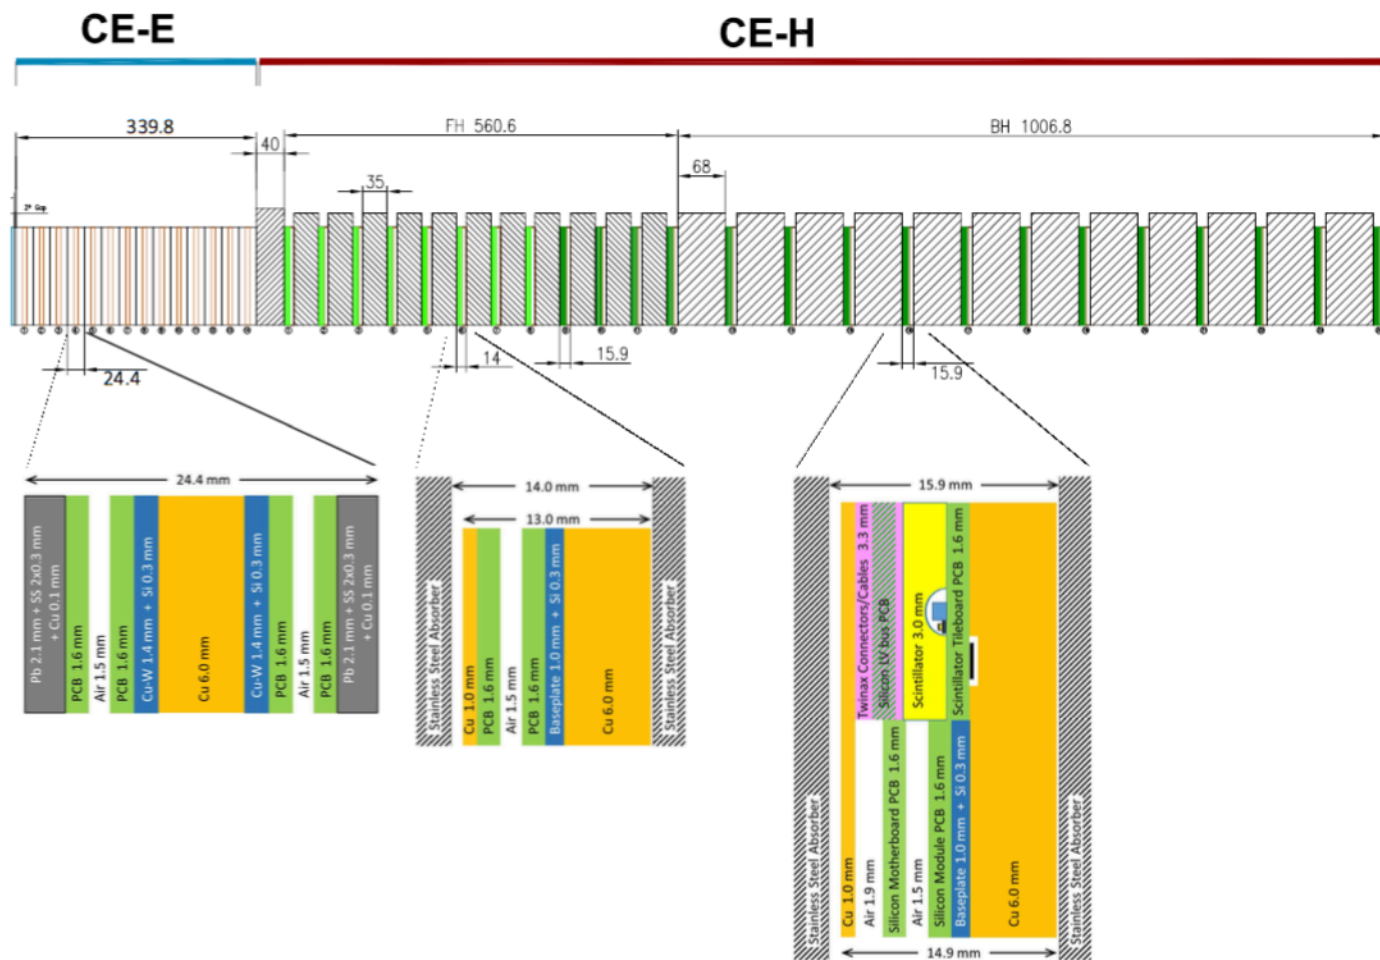 CE-E
CE-H
339.8
FH 560.6
BH 1006.8
40
68
35
14
15.9
15.9
24.4
24.4 mm
Pb 2.1 mm + SS 2x0.3 mm
+ Cu 0.1 mm
PCB 1.6 mm
Air 1.5 mm
PCB 1.6 mm
Cu-W 1.4 mm + Si 0.3 mm
Cu 6.0 mm
Cu-W 1.4 mm + Si 0.3 mm
PCB 1.6 mm
Air 1.5 mm
PCB 1.6 mm
Pb 2.1 mm + SS 2x0.3 mm
+ Cu 0.1 mm
14.0 mm
13.0 mm
Stainless Steel Absorber
Cu 1.0 mm
PCB 1.6 mm
Air 1.5 mm
PCB 1.6 mm
Baseplate 1.0 mm + Si 0.3 mm
Cu 6.0 mm
Stainless Steel Absorber
15.9 mm
Stainless Steel Absorber
Twinax Connectors/Cables 3.3 mm
Silicon LV bus PCB
Scintillator 3.0 mm
Scintillator Tileboard PCB 1.6 mm
Cu 1.0 mm
Air 1.9 mm
Silicon Motherboard PCB 1.6 mm
Air 1.5 mm
Silicon Module PCB 1.6 mm
Baseplate 1.0 mm + Si 0.3 mm
Cu 6.0 mm
Stainless Steel Absorber
14.9 mm